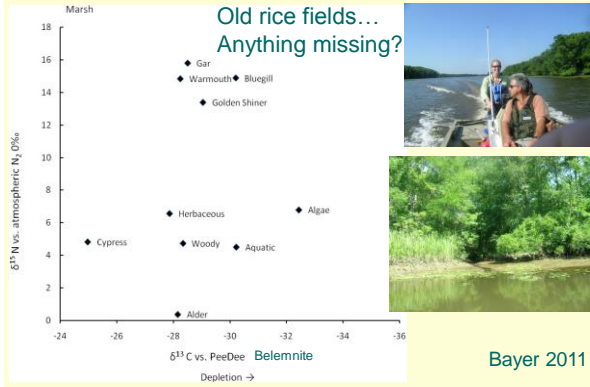 Marsh
Old rice fields…
Anything missing?
18
16
14
12
10
8
6
4
2
0
δ¹⁵ N vs. atmospheric N₂ 0‰
Gar
Warmouth
Bluegill
Golden Shiner
Herbaceous
Algae
Cypress
Woody
Aquatic
Alder
-24 -26 -28 -30 -32 -34 -36
δ¹³ C vs. PeeDee Belemnite
Depletion →
Bayer 2011